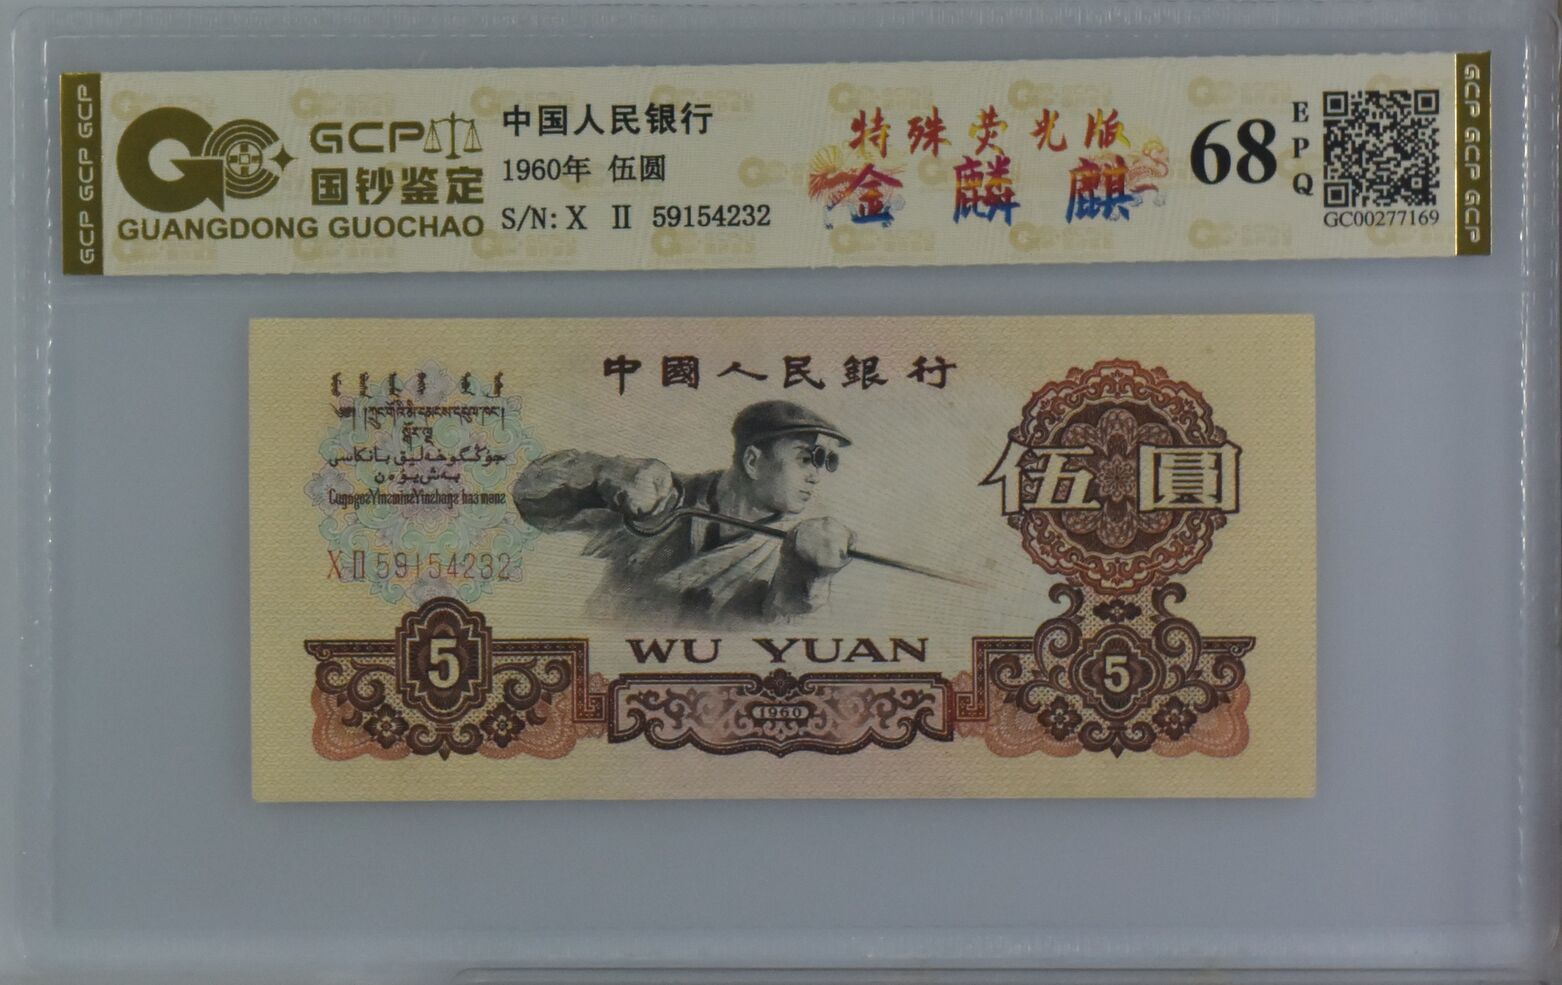 GCP GCP GCP
GCP
国钞鉴定
GUANGDONG GUOCHAO
中国人民银行
1960年 伍圆
S/N: X Ⅱ 59154232
特殊荧光版
金麟麒
68
EPQ
GC00277169
GCP GCP GCP
中國人民銀行
伍圓
X Ⅱ 59154232
WU YUAN
5
5
1960